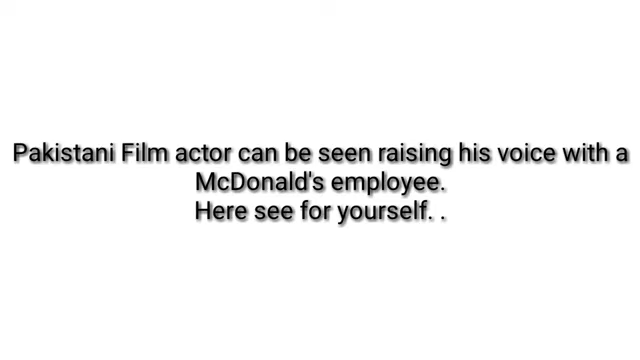 Pakistani Film actor can be seen raising his voice with a
McDonald's employee.
Here see for yourself. .